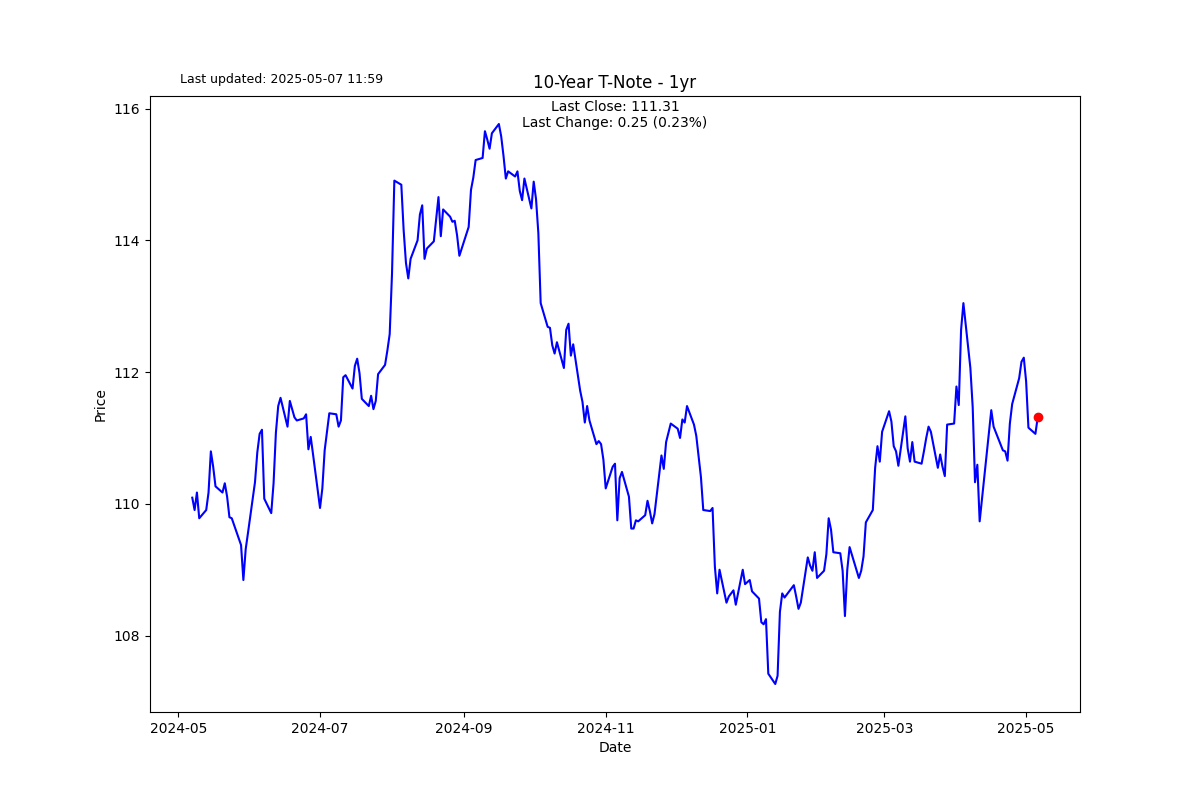 Last updated: 2025-05-07 11:59
10-Year T-Note - 1yr
Last Close: 111.31
Last Change: 0.25 (0.23%)
116
114
112
110
108
Price
2024-05
2024-07
2024-09
2024-11
2025-01
2025-03
2025-05
Date